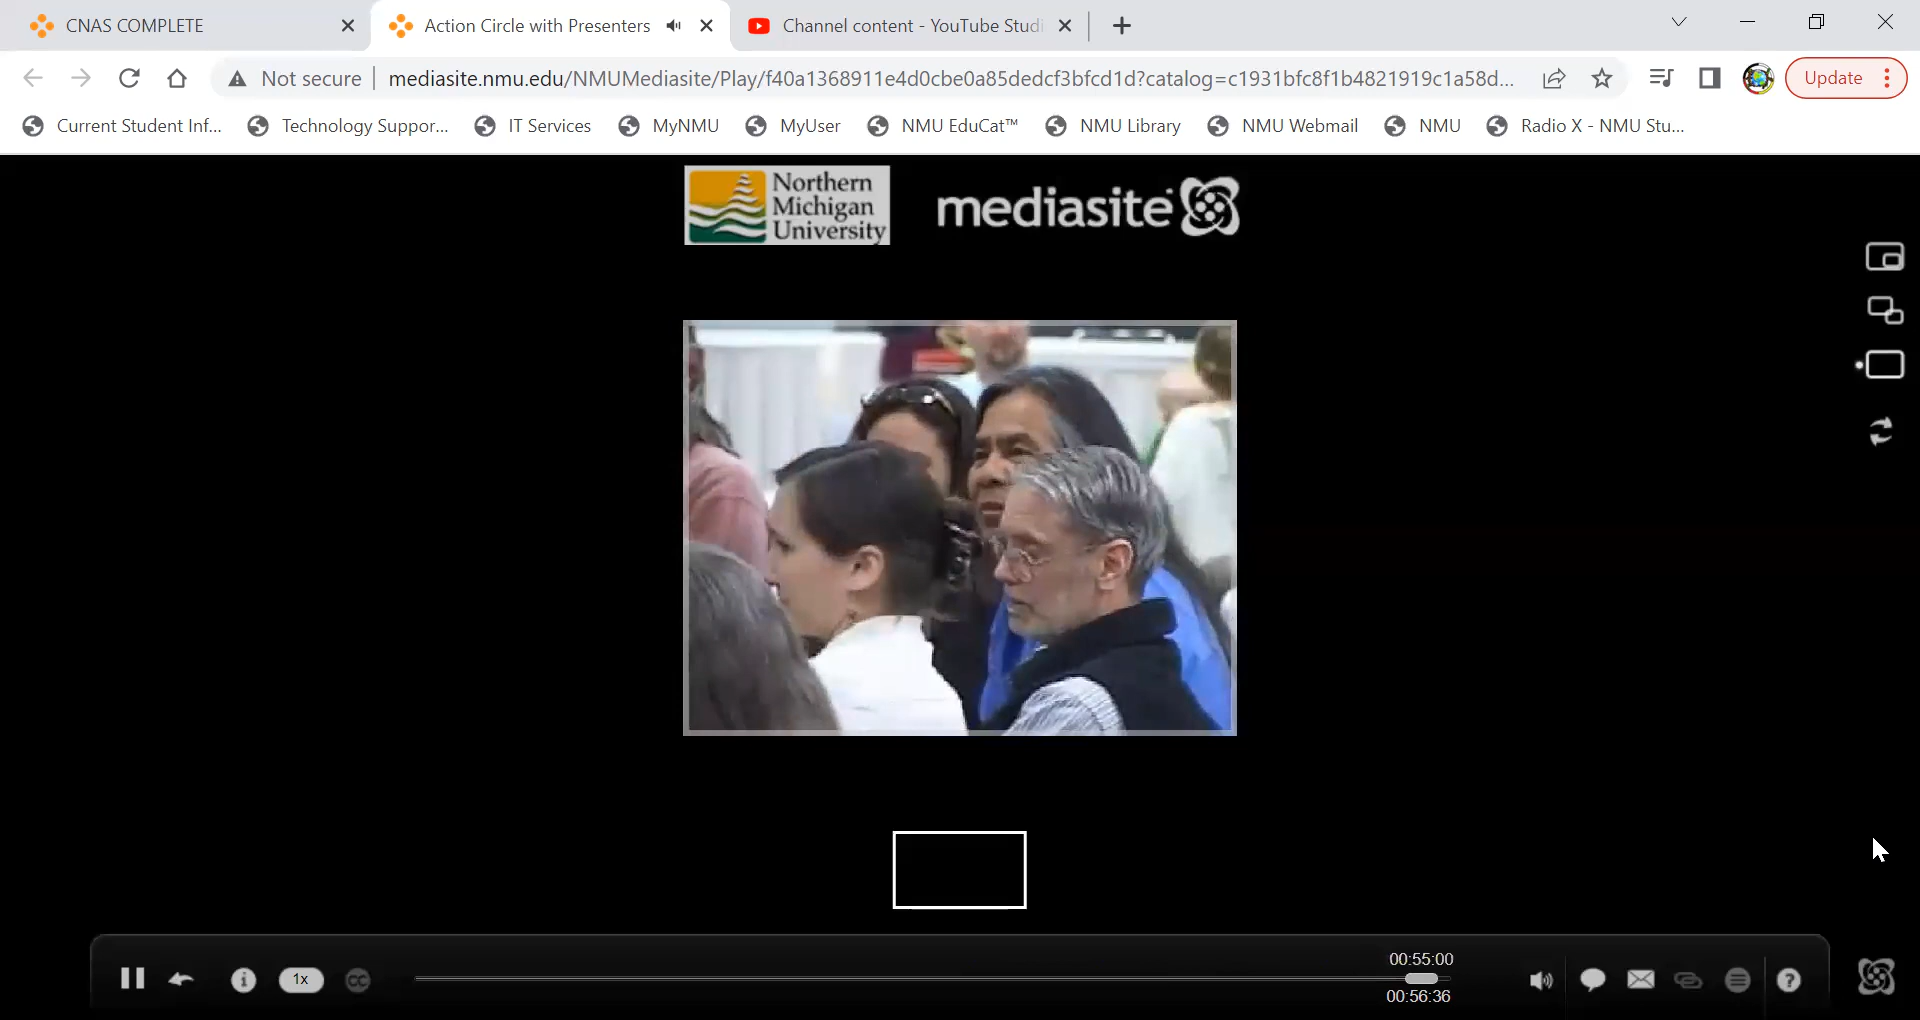 CNAS COMPLETE
Action Circle with Presenters
Channel content - YouTube Studi
Not secure
mediasite.nmu.edu/NMUMediasite/Play/f40a1368911e4d0cbe0a85dedcf3bfcd1d?catalog=c1931bfc8f1b4821919c1a58d...
Update
Current Student Inf...
Technology Suppor...
IT Services
MyNMU
MyUser
NMU EduCat™
NMU Library
NMU Webmail
NMU
Radio X - NMU Stu...
Northern
Michigan
University
mediasite
1x
CC
00:55:00
00:56:36